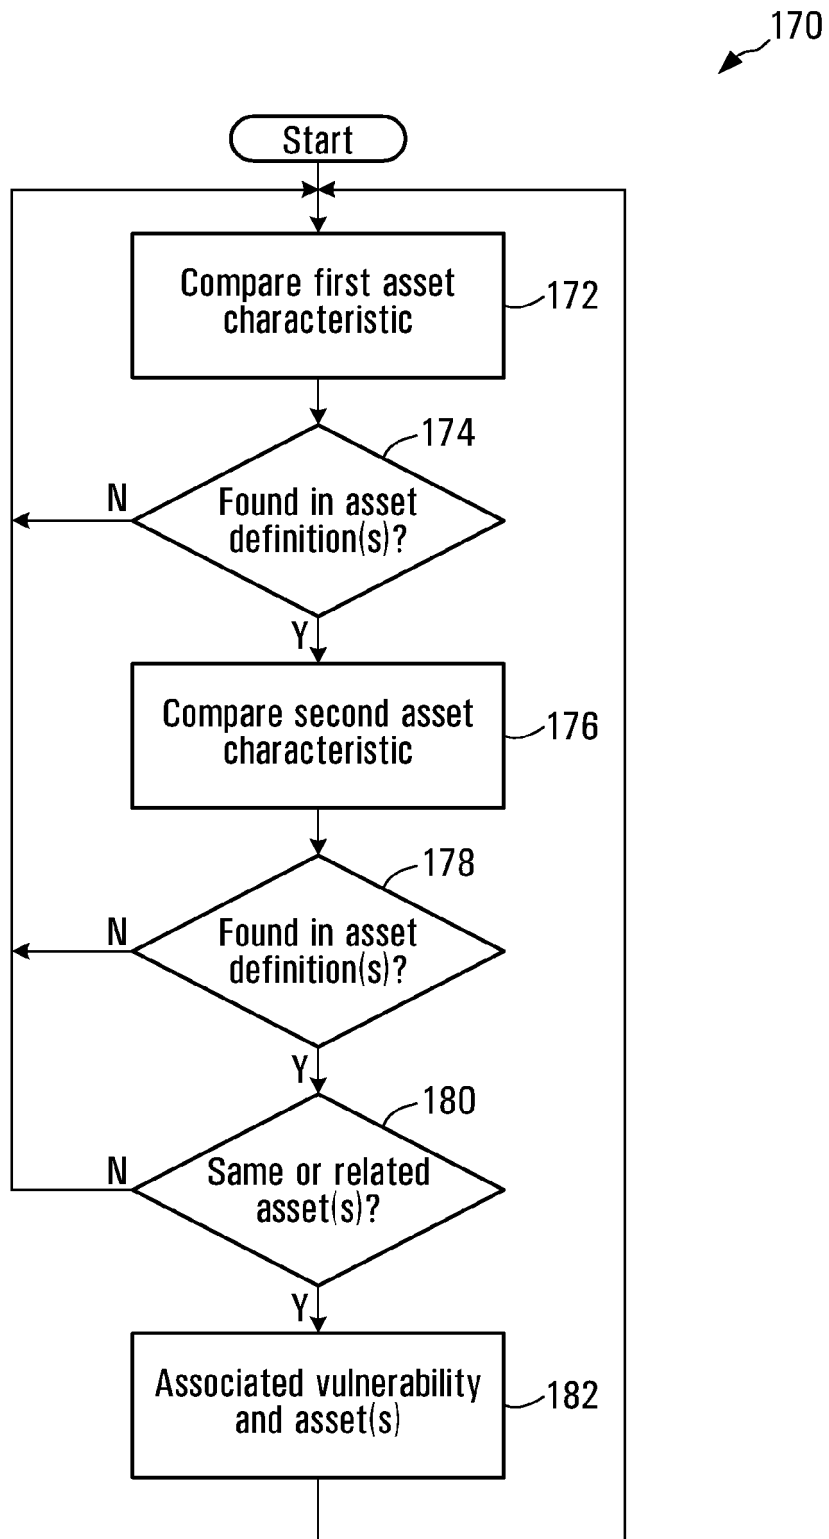 170
Start
Compare first asset
characteristic
172
174
N
Found in asset
definition(s)?
Y
Compare second asset
characteristic
176
178
N
Found in asset
definition(s)?
Y
180
N
Same or related
asset(s)?
Y
Associated vulnerability
and asset(s)
182